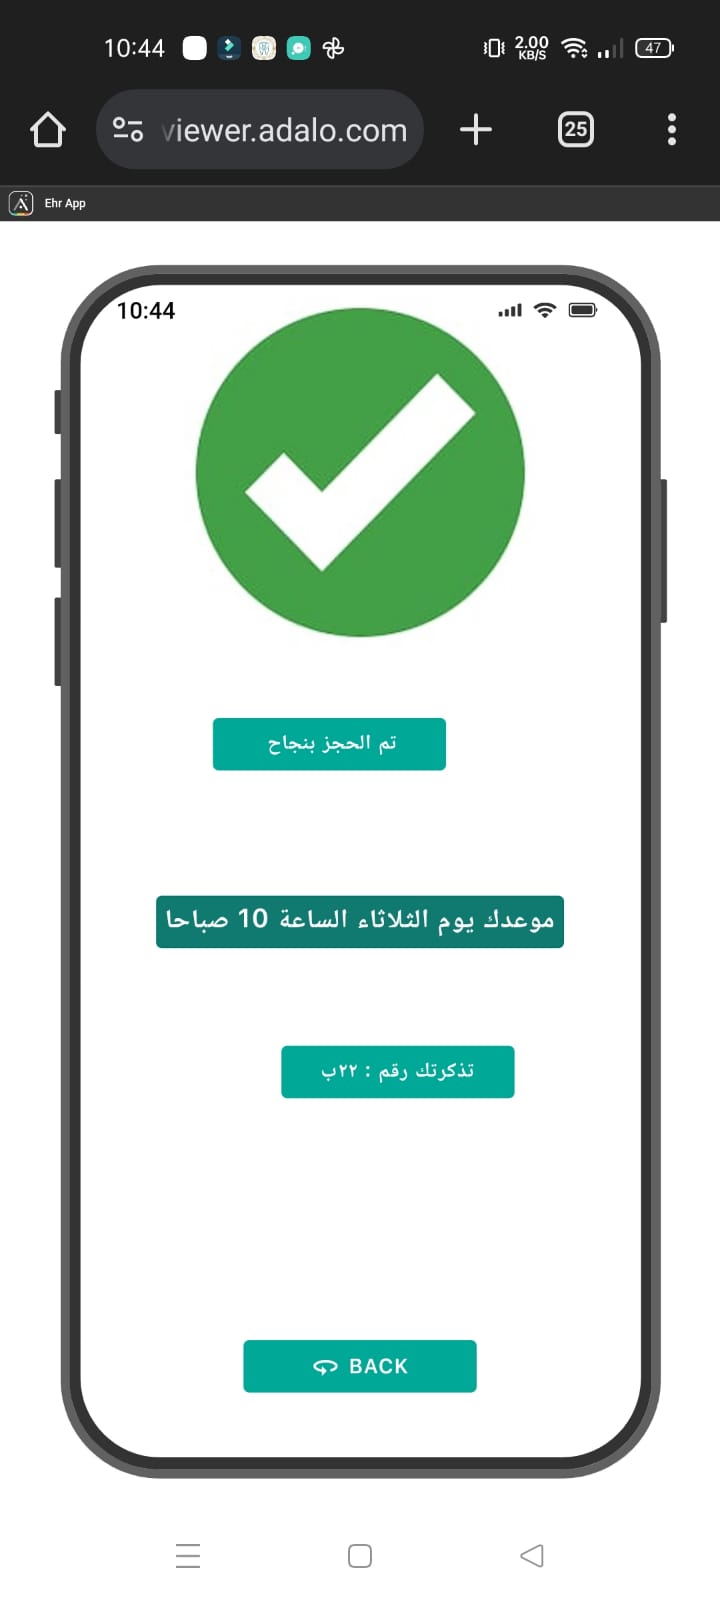 10:44
2.00 KB/S
47
viewer.adalo.com
25
Ehr App
10:44
تم الحجز بنجاح
موعدك يوم الثلاثاء الساعة 10 صباحا
تذكرتك رقم : ٢٢ب
BACK